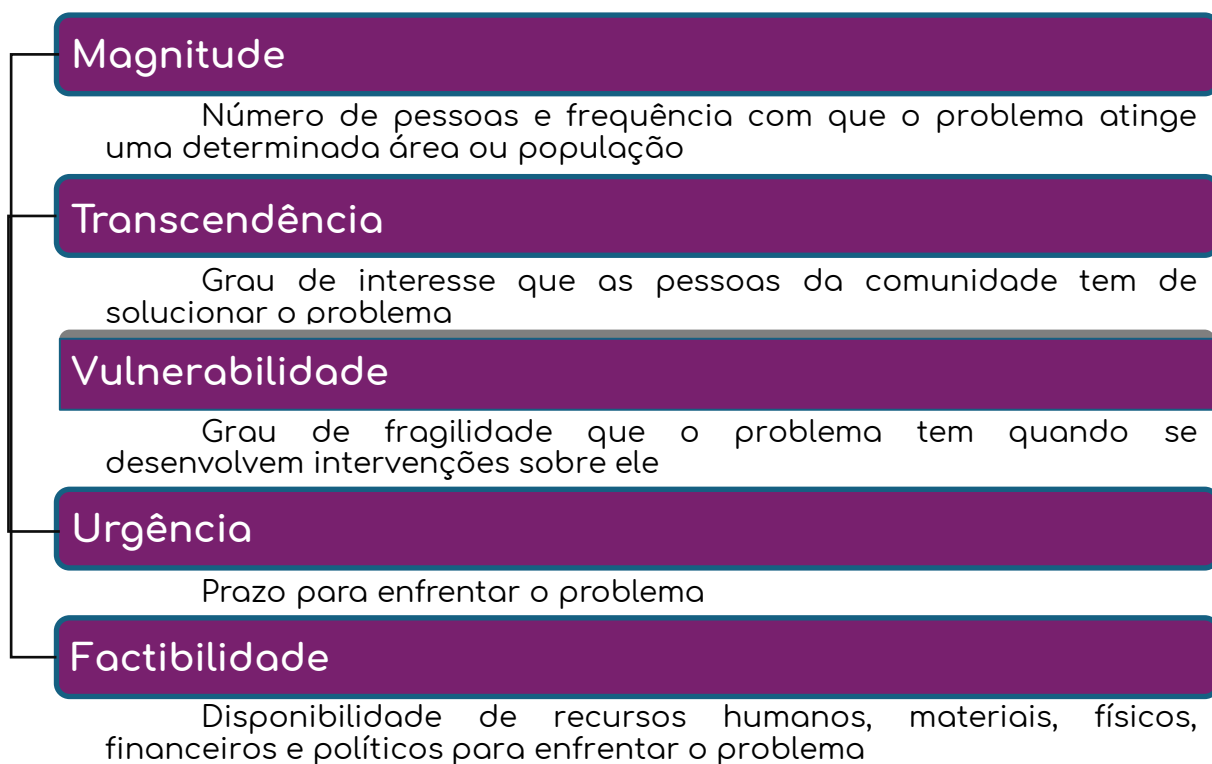 Magnitude
Número de pessoas e frequência com que o problema atinge
uma determinada área ou população
Transcendência
Grau de interesse que as pessoas da comunidade tem de
solucionar o problema
Vulnerabilidade
Grau de fragilidade que o problema tem quando se
desenvolvem intervenções sobre ele
Urgência
Prazo para enfrentar o problema
Factibilidade
Disponibilidade de recursos humanos, materiais, físicos,
financeiros e políticos para enfrentar o problema